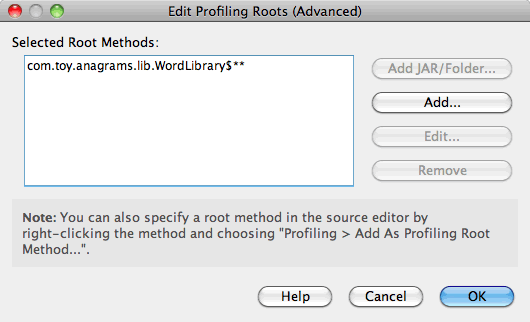 Edit Profiling Roots (Advanced)
Selected Root Methods:
com.toy.anagrams.lib.WordLibrary$**
Add JAR/Folder...
Add...
Edit...
Remove
Note: You can also specify a root method in the source editor by
right-clicking the method and choosing "Profiling > Add As Profiling Root
Method...".
Help
Cancel
OK